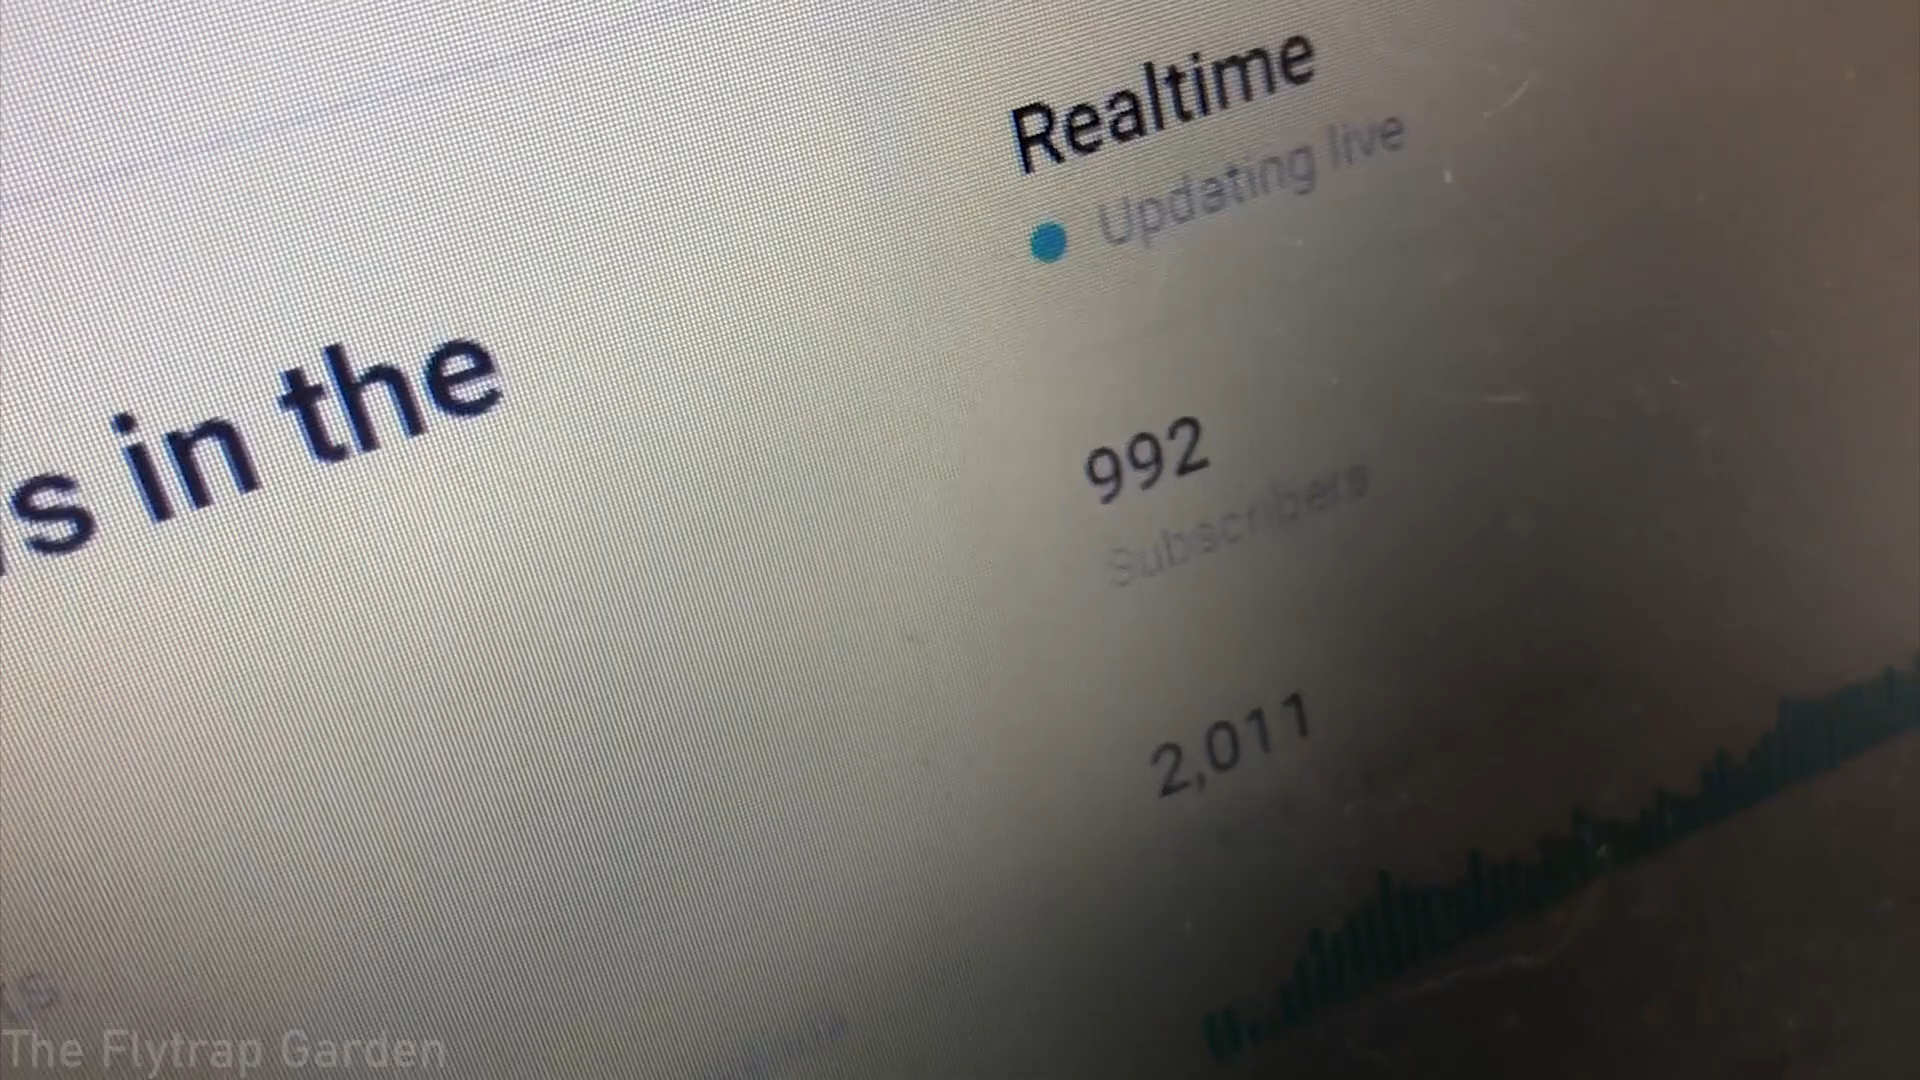 s in the
Realtime
Updating live
992
Subscribers
2,011
The Flytrap Garden